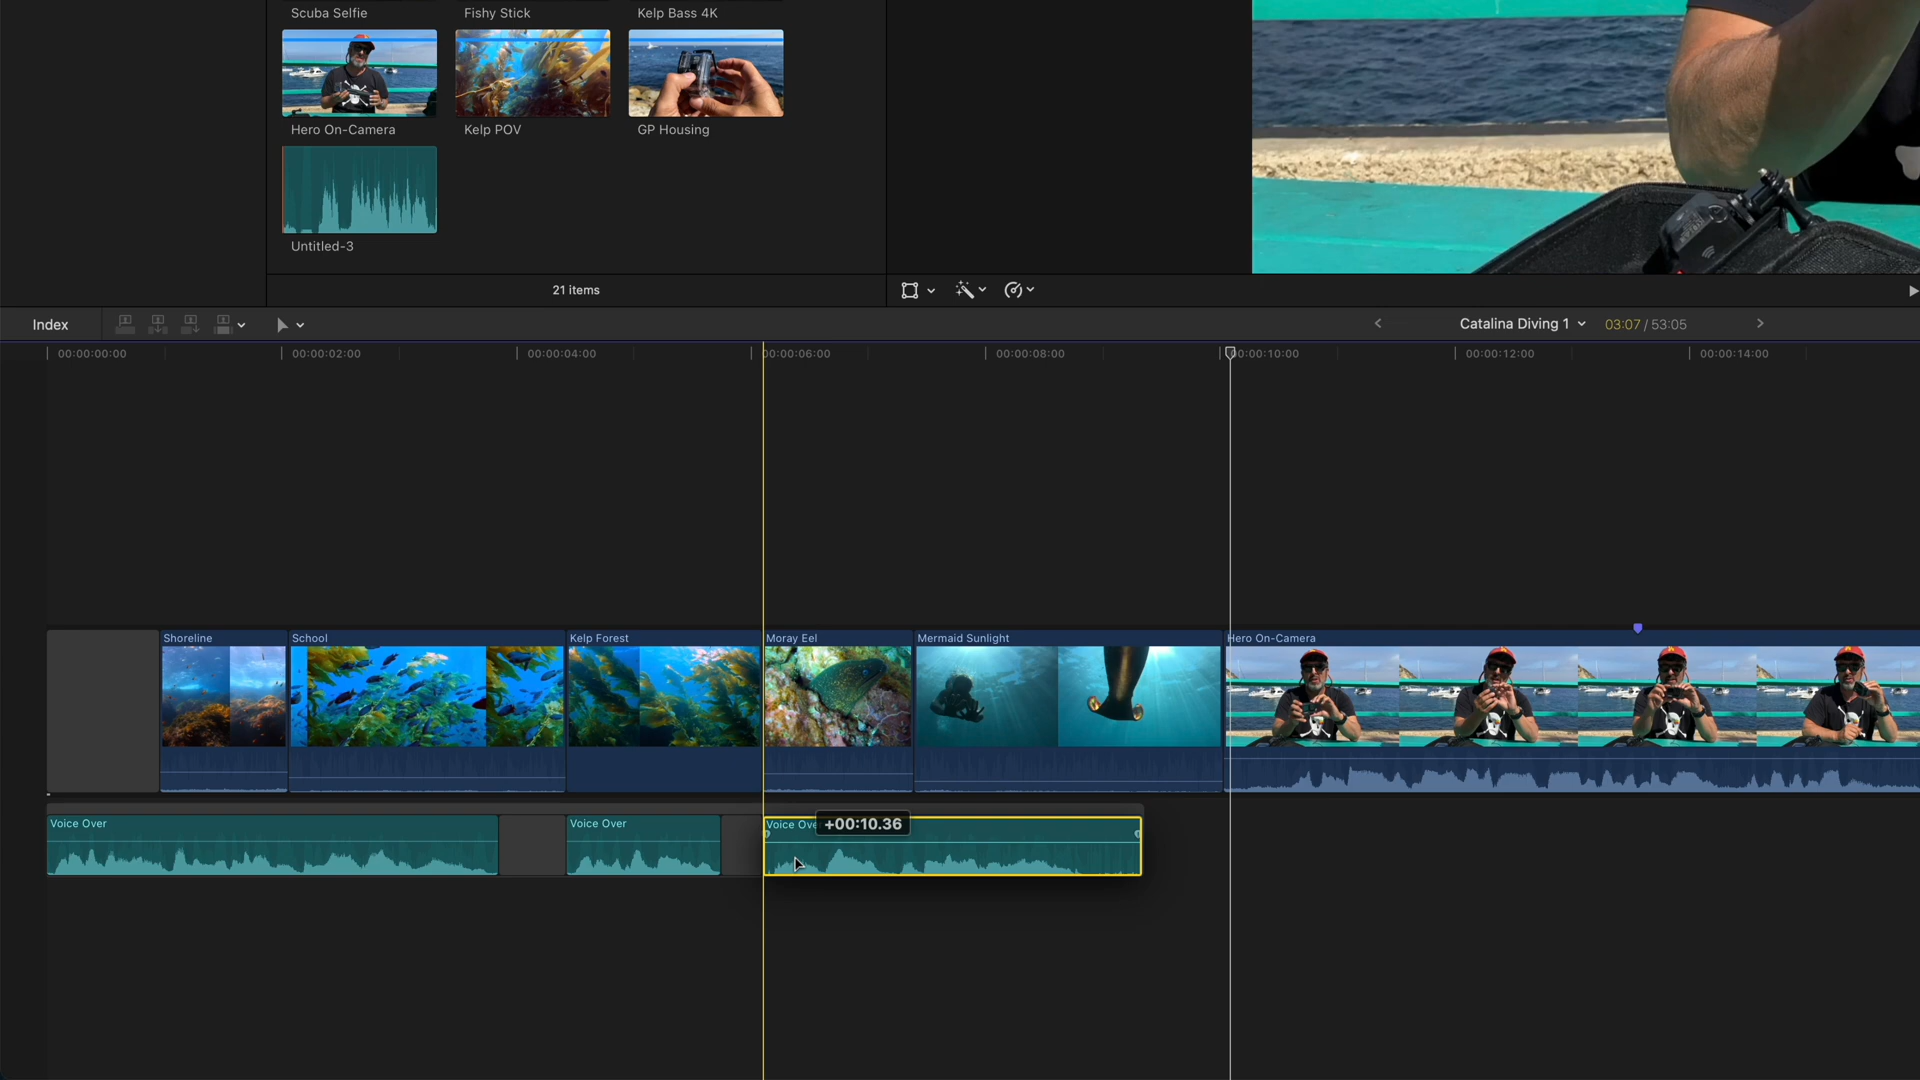 Scuba Selfie
Fishy Stick
Kelp Bass 4K
Hero On-Camera
Kelp POV
GP Housing
Untitled-3
21 items
Index
Catalina Diving 1
03:07 / 53:05
00:00:00:00
00:00:02:00
00:00:04:00
00:00:06:00
00:00:08:00
00:00:10:00
00:00:12:00
00:00:14:00
Shoreline
School
Kelp Forest
Moray Eel
Mermaid Sunlight
Hero On-Camera
Voice Over
Voice Over
Voice Over
+00:10.36